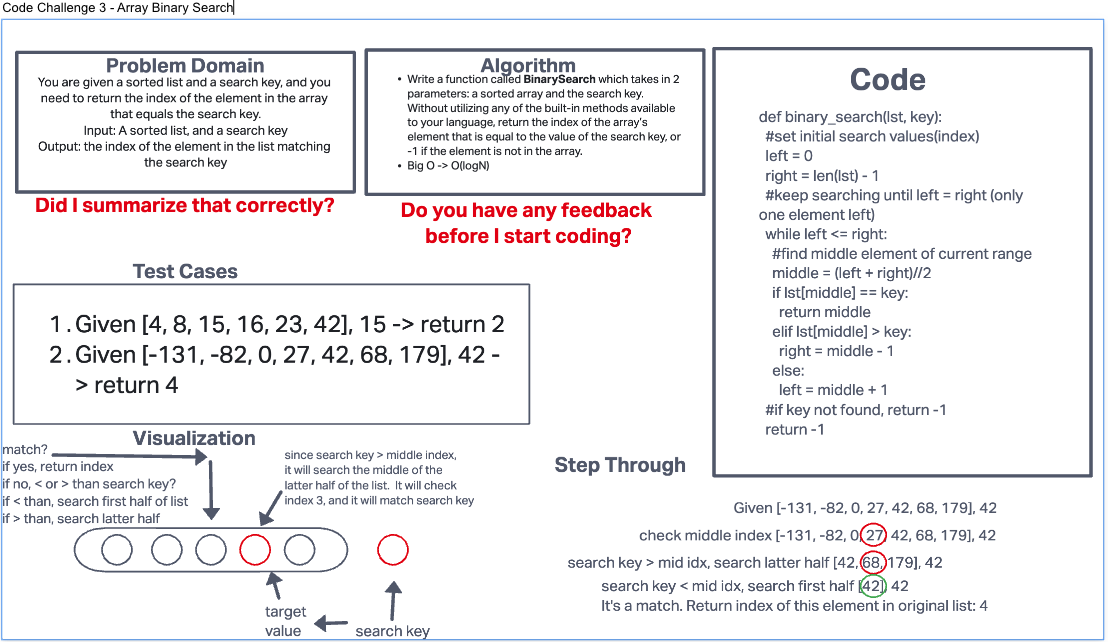 Code Challenge 3 - Array Binary Search
Problem Domain
You are given a sorted list and a search key, and you
need to return the index of the element in the array
that equals the search key.
Input: A sorted list, and a search key
Output: the index of the element in the list matching
the search key
Did I summarize that correctly?
Algorithm
• Write a function called BinarySearch which takes in 2
parameters: a sorted array and the search key.
Without utilizing any of the built-in methods available
to your language, return the index of the array's
element that is equal to the value of the search key, or
-1 if the element is not in the array.
• Big O -> O(logN)
Do you have any feedback
before I start coding?
Code
def binary_search(lst, key):
#set initial search values(index)
left = 0
right = len(lst) - 1
#keep searching until left = right (only
one element left)
while left <= right:
#find middle element of current range
middle = (left + right)//2
if lst[middle] == key:
return middle
elif lst[middle] > key:
right = middle - 1
else:
left = middle + 1
#if key not found, return -1
return -1
Test Cases
1. Given [4, 8, 15, 16, 23, 42], 15 -> return 2
2. Given [-131, -82, 0, 27, 42, 68, 179], 42 -
> return 4
Visualization
match?
if yes, return index
if no, < or > than search key?
if < than, search first half of list
if > than, search latter half
since search key > middle index,
it will search the middle of the
latter half of the list. It will check
index 3, and it will match search key
target
value
search key
Step Through
Given [-131, -82, 0, 27, 42, 68, 179], 42
check middle index [-131, -82, 0, 27, 42, 68, 179], 42
search key > mid idx, search latter half [42, 68, 179], 42
search key < mid idx, search first half [42], 42
It's a match. Return index of this element in original list: 4